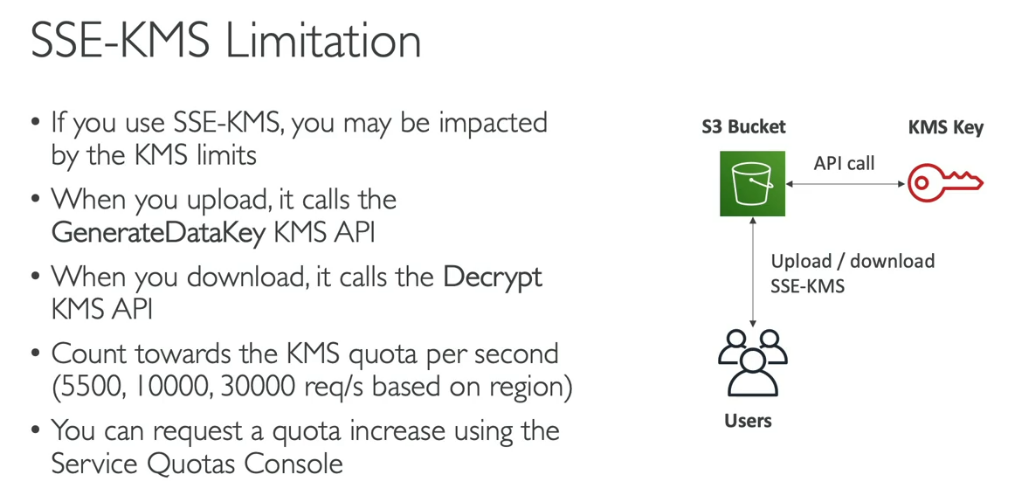 SSE-KMS Limitation
• If you use SSE-KMS, you may be impacted
by the KMS limits
• When you upload, it calls the
GenerateDataKey KMS API
• When you download, it calls the Decrypt
KMS API
• Count towards the KMS quota per second
(5500, 10000, 30000 req/s based on region)
• You can request a quota increase using the
Service Quotas Console
S3 Bucket
KMS Key
API call
Upload / download
SSE-KMS
Users